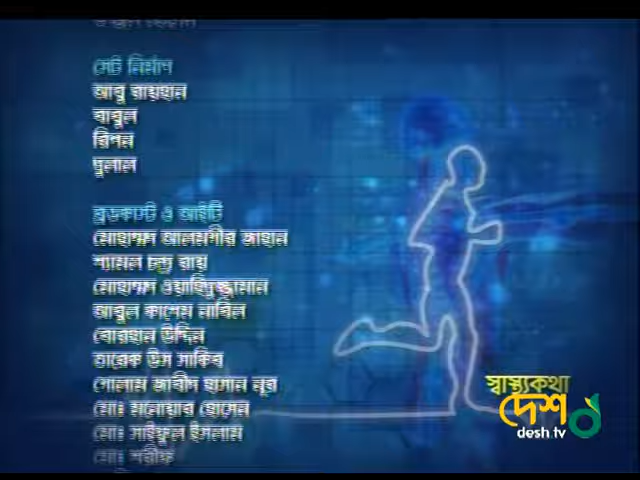 সেট নির্মাণ
আবু রায়হান
বাবুল
রিপন
দুলাল
ব্রডকাস্ট ও আইটি
মোহাম্মদ আলমগীর জাহান
শ্যামল চন্দ্র রায়
মোহাম্মদ ওয়াহিদুজ্জামান
আবুল কাশেম নাবিল
বোরহান উদ্দিন
তারেক উস সাকিব
গোলাম জাবীদ হাসান নূর
মোঃ মনোয়ার হোসেন
মোঃ সাইফুল ইসলাম
মোঃ শরীফ
স্বাস্থ্যকথা
দেশ
desh tv